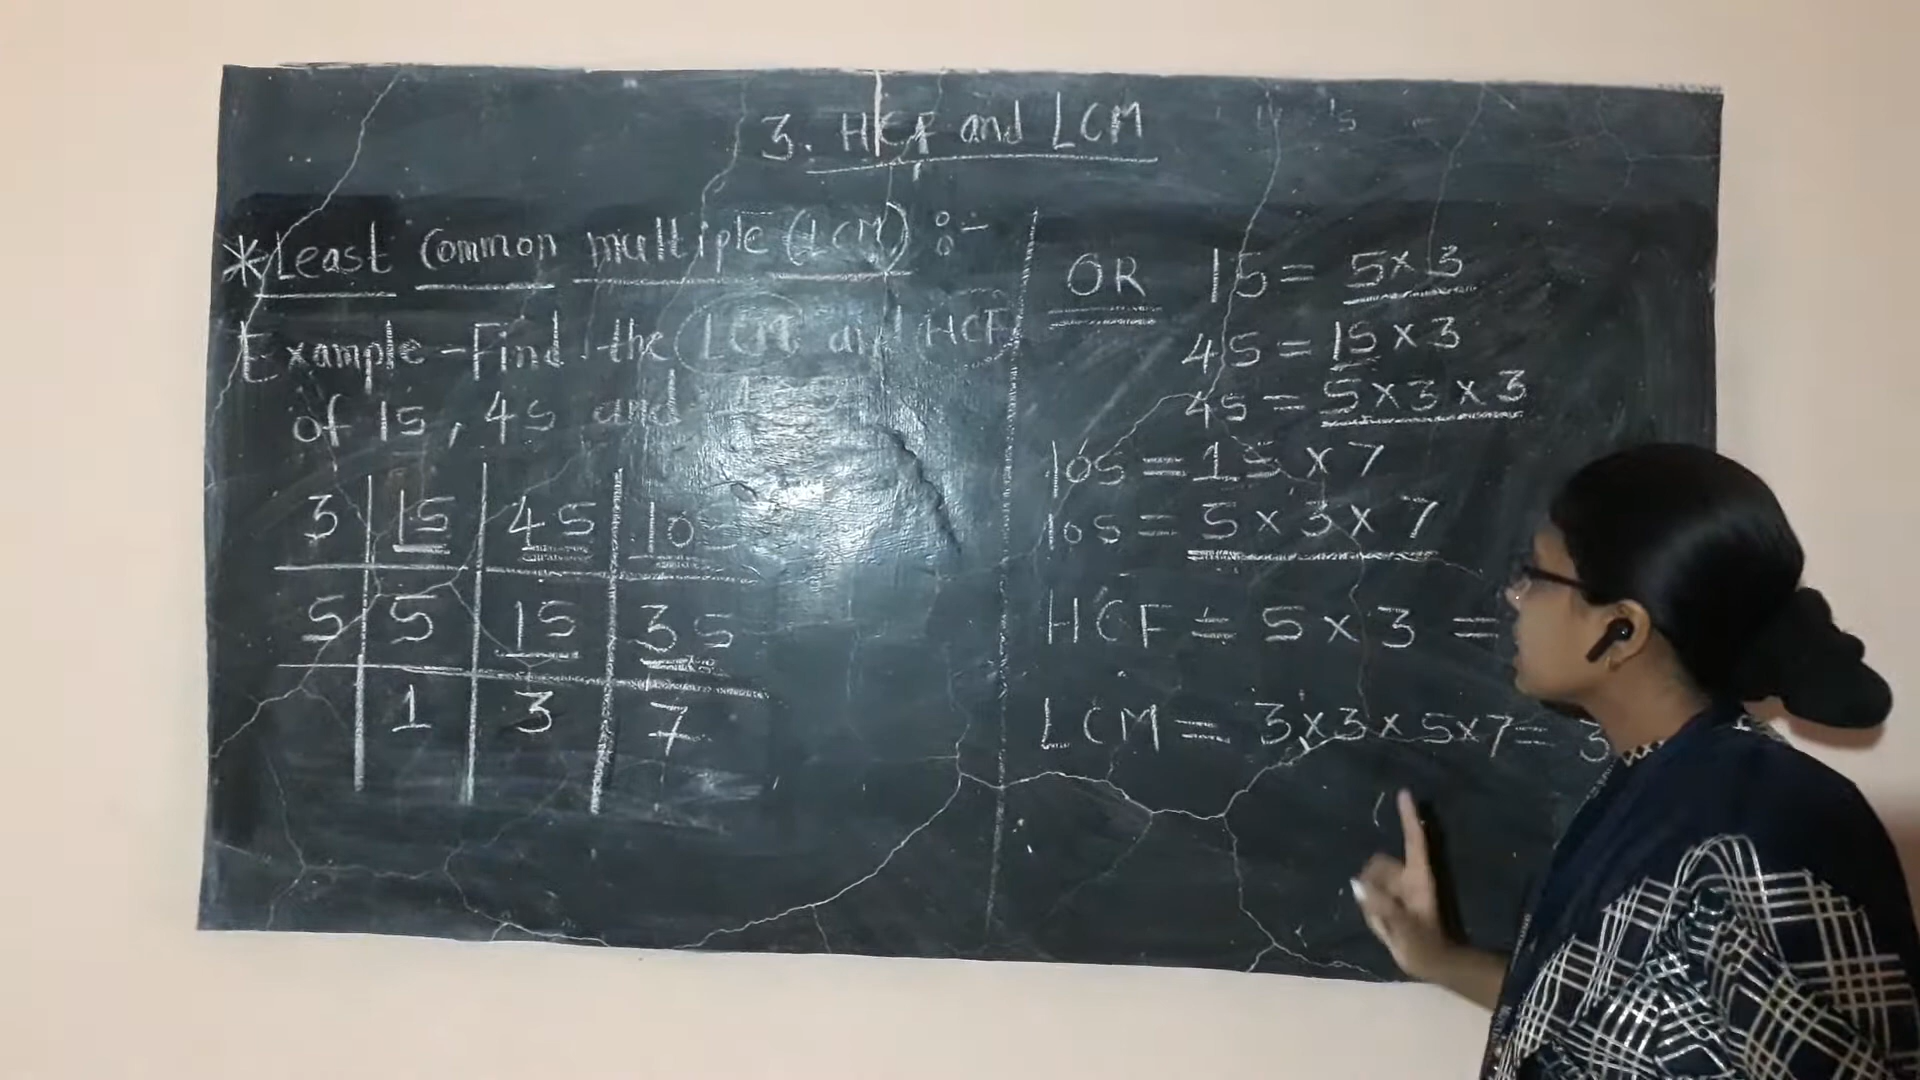 3. HCF and LCM
* Least Common multiple (LCM) :-
Example - Find the LCM and HCF
of 15, 45 and
3 15 45 10
5 5 15 35
1 3 7
OR 15 = 5 × 3
45 = 15 × 3
45 = 5 × 3 × 3
105 = 15 × 7
105 = 5 × 3 × 7
HCF = 5 × 3 =
LCM = 3 × 3 × 5 × 7 = 3